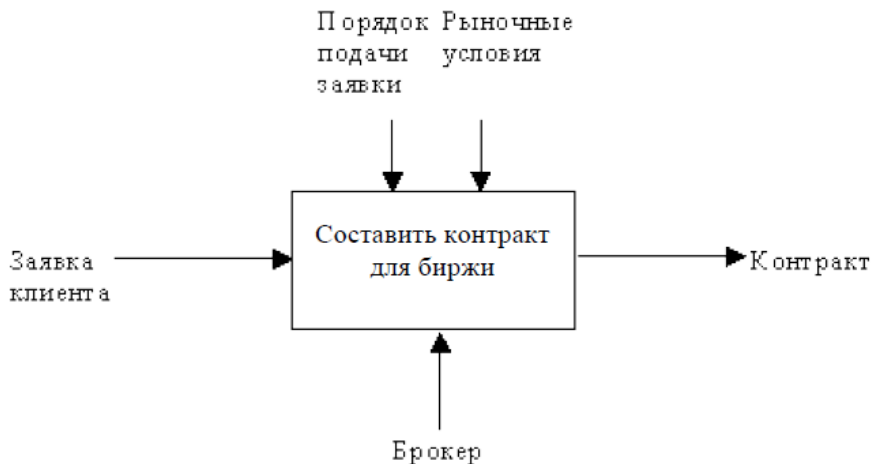 Порядок
подачи
заявки
Рыночные
условия
Составить контракт
для биржи
Заявка
клиента
Контракт
Брокер